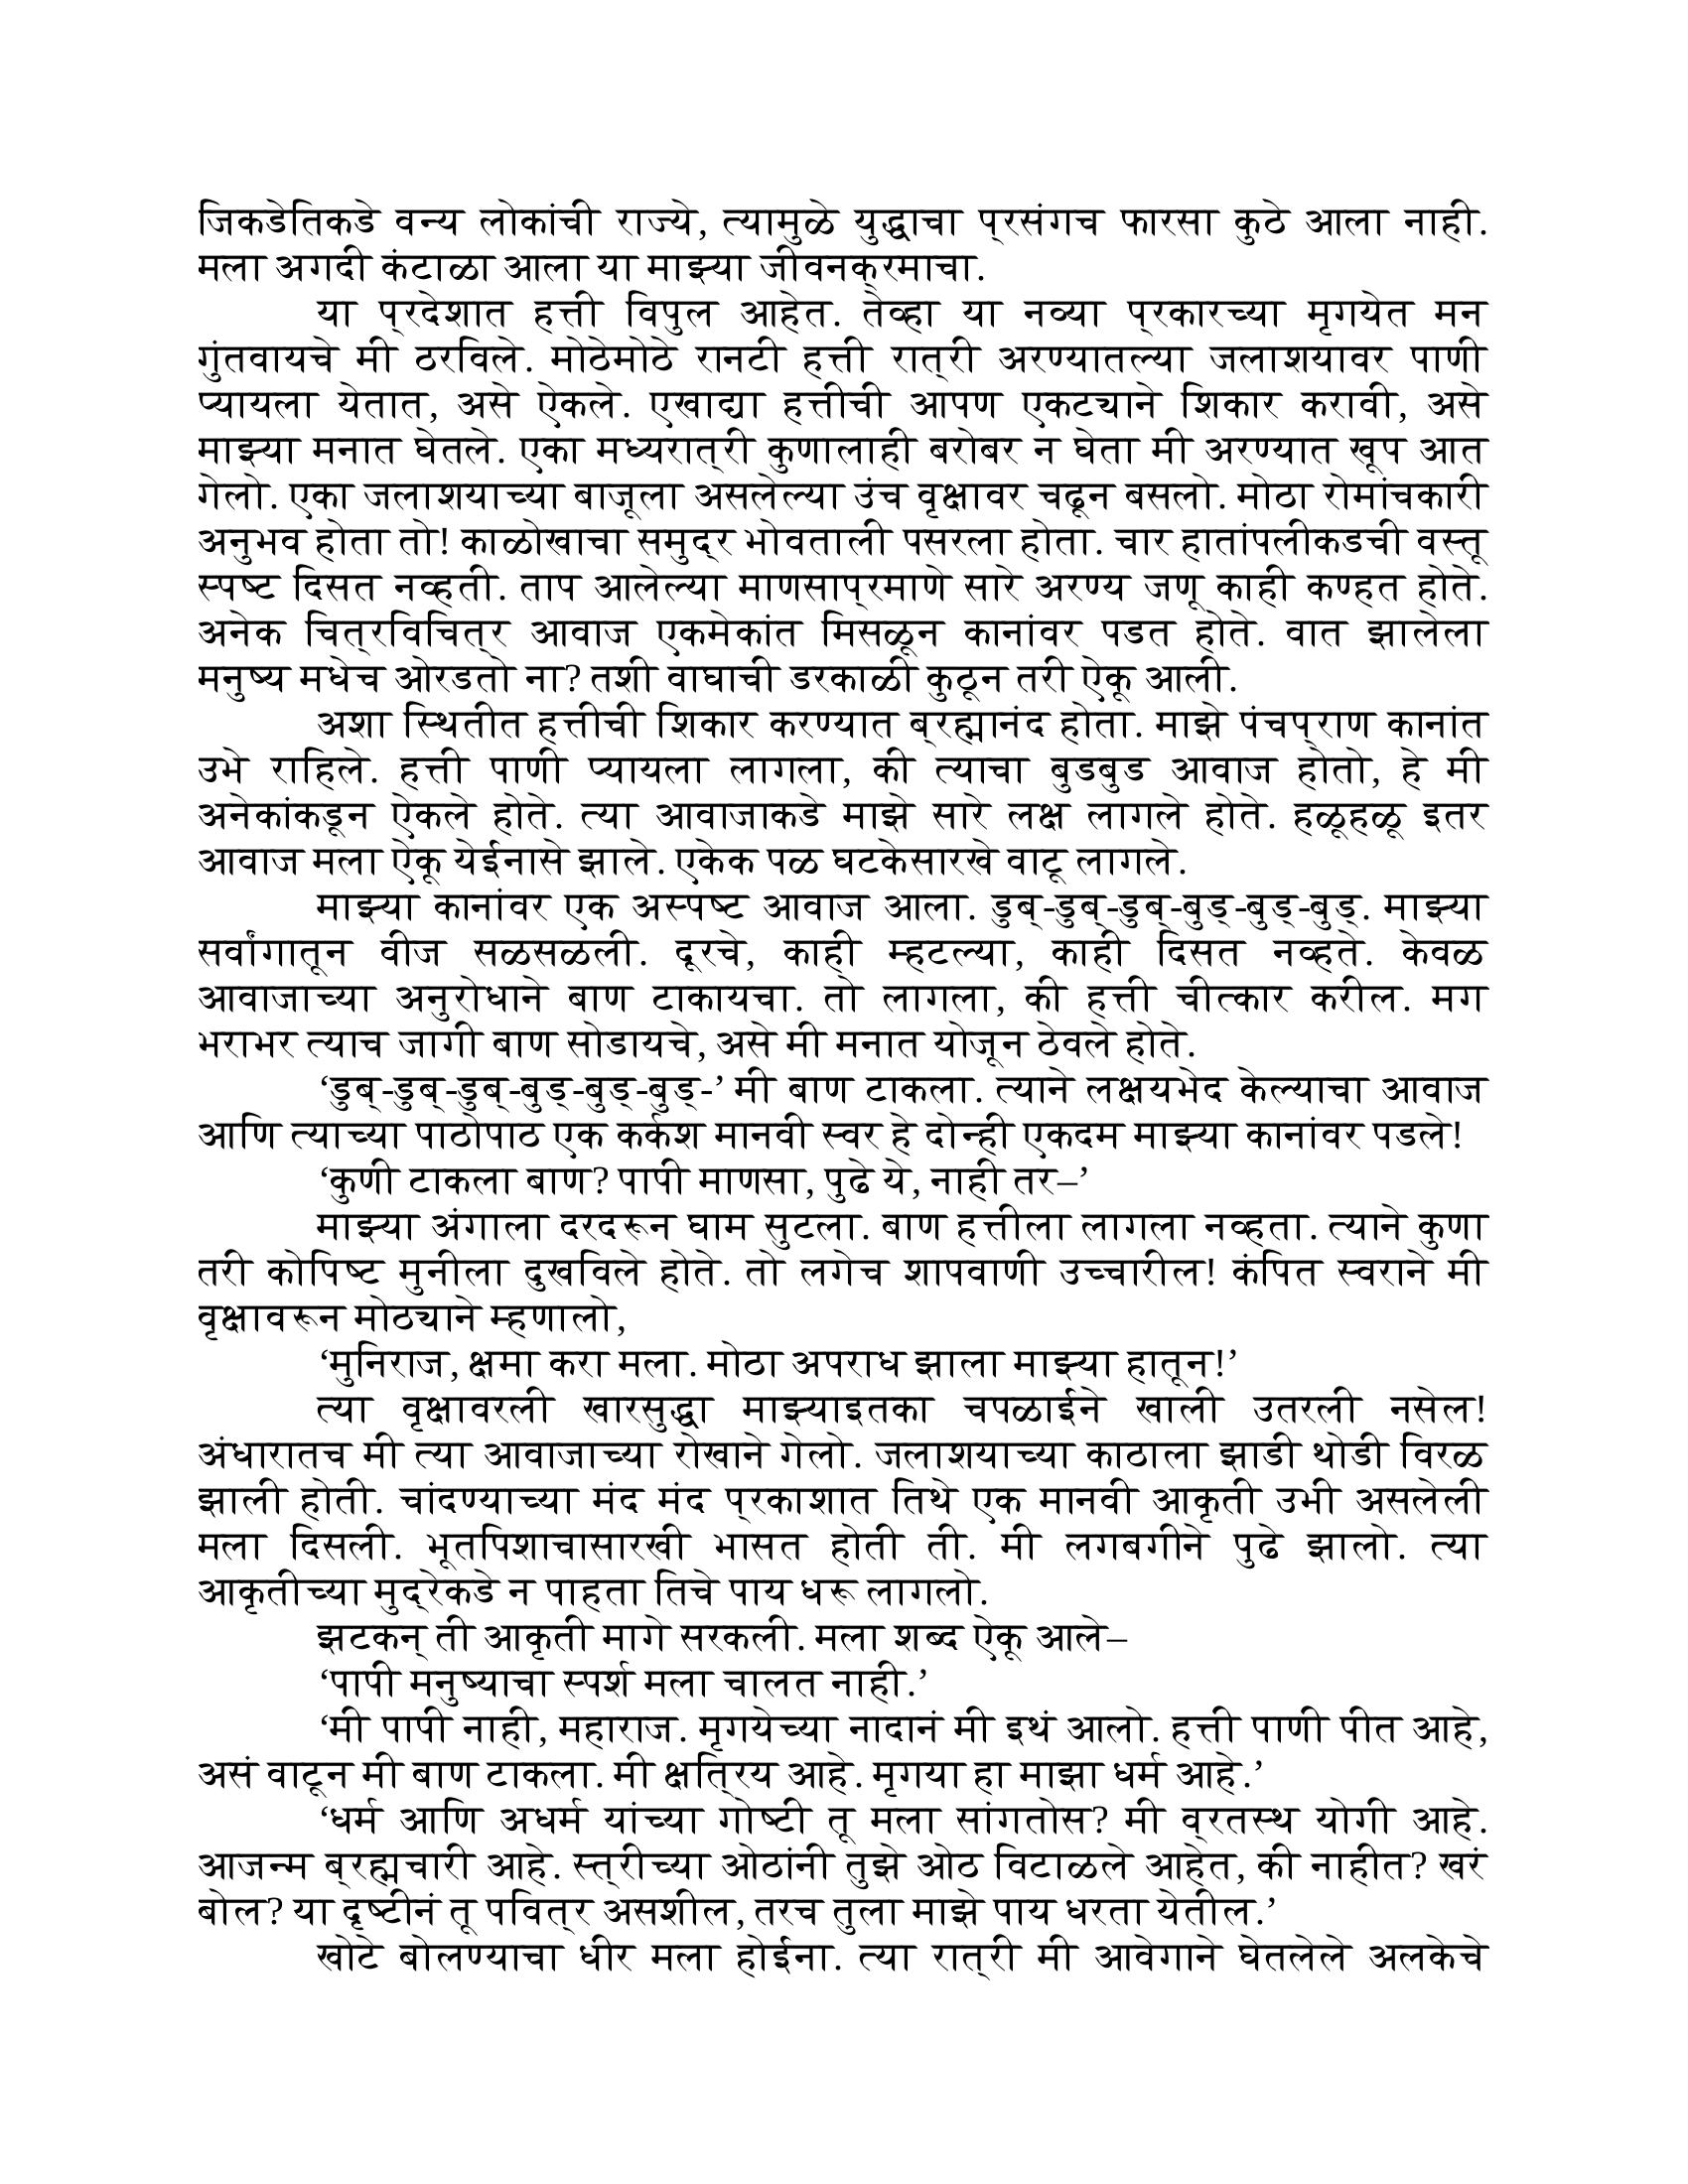 जिकडेतिकडे वन्य लोकांची राज्ये, त्यामुळे युद्धाचा प्रसंगच फारसा कुठे आला नाही.
मला अगदी कंटाळा आला या माझ्या जीवनक्रमाचा.
या प्रदेशात हत्ती विपुल आहेत. तेव्हा या नव्या प्रकारच्या मृगयेत मन
गुंतवायचे मी ठरविले. मोठेमोठे रानटी हत्ती रात्री अरण्यातल्या जलाशयावर पाणी
प्यायला येतात, असे ऐकले. एखाद्या हत्तीची आपण एकट्याने शिकार करावी, असे
माझ्या मनात घेतले. एका मध्यरात्री कुणालाही बरोबर न घेता मी अरण्यात खूप आत
गेलो. एका जलाशयाच्या बाजूला असलेल्या उंच वृक्षावर चढून बसलो. मोठा रोमांचकारी
अनुभव होता तो! काळोखाचा समुद्र भोवताली पसरला होता. चार हातांपलीकडची वस्तू
स्पष्ट दिसत नव्हती. ताप आलेल्या माणसाप्रमाणे सारे अरण्य जणू काही कण्हत होते.
अनेक चित्रविचित्र आवाज एकमेकांत मिसळून कानांवर पडत होते. वात झालेला
मनुष्य मधेच ओरडतो ना? तशी वाघाची डरकाळी कुठून तरी ऐकू आली.
अशा स्थितीत हत्तीची शिकार करण्यात ब्रह्मानंद होता. माझे पंचप्राण कानांत
उभे राहिले. हत्ती पाणी प्यायला लागला, की त्याचा बुडबुड आवाज होतो, हे मी
अनेकांकडून ऐकले होते. त्या आवाजाकडे माझे सारे लक्ष लागले होते. हळूहळू इतर
आवाज मला ऐकू येईनासे झाले. एकेक पळ घटकेसारखे वाटू लागले.
माझ्या कानांवर एक अस्पष्ट आवाज आला. डुब्-डुब्-डुब्-बुड्-बुड्-बुड्. माझ्या
सर्वांगातून वीज सळसळली. दूरचे, काही म्हटल्या, काही दिसत नव्हते. केवळ
आवाजाच्या अनुरोधाने बाण टाकायचा. तो लागला, की हत्ती चीत्कार करील. मग
भराभर त्याच जागी बाण सोडायचे, असे मी मनात योजून ठेवले होते.
‘डुब्-डुब्-डुब्-बुड्-बुड्-बुड्-’ मी बाण टाकला. त्याने लक्षयभेद केल्याचा आवाज
आणि त्याच्या पाठोपाठ एक कर्कश मानवी स्वर हे दोन्ही एकदम माझ्या कानांवर पडले!
‘कुणी टाकला बाण? पापी माणसा, पुढे ये, नाही तर–’
माझ्या अंगाला दरदरून घाम सुटला. बाण हत्तीला लागला नव्हता. त्याने कुणा
तरी कोपिष्ट मुनीला दुखविले होते. तो लगेच शापवाणी उच्चारील! कंपित स्वराने मी
वृक्षावरून मोठ्याने म्हणालो,
‘मुनिराज, क्षमा करा मला. मोठा अपराध झाला माझ्या हातून!’
त्या वृक्षावरली खारसुद्धा माझ्याइतका चपळाईने खाली उतरली नसेल!
अंधारातच मी त्या आवाजाच्या रोखाने गेलो. जलाशयाच्या काठाला झाडी थोडी विरळ
झाली होती. चांदण्याच्या मंद मंद प्रकाशात तिथे एक मानवी आकृती उभी असलेली
मला दिसली. भूतपिशाचासारखी भासत होती ती. मी लगबगीने पुढे झालो. त्या
आकृतीच्या मुद्रेकडे न पाहता तिचे पाय धरू लागलो.
झटकन् ती आकृती मागे सरकली. मला शब्द ऐकू आले–
‘पापी मनुष्याचा स्पर्श मला चालत नाही.’
‘मी पापी नाही, महाराज. मृगयेच्या नादानं मी इथं आलो. हत्ती पाणी पीत आहे,
असं वाटून मी बाण टाकला. मी क्षत्रिय आहे. मृगया हा माझा धर्म आहे.’
‘धर्म आणि अधर्म यांच्या गोष्टी तू मला सांगतोस? मी व्रतस्थ योगी आहे.
आजन्म ब्रह्मचारी आहे. स्त्रीच्या ओठांनी तुझे ओठ विटाळले आहेत, की नाहीत? खरं
बोल? या दृष्टीनं तू पवित्र असशील, तरच तुला माझे पाय धरता येतील.’
खोटे बोलण्याचा धीर मला होईना. त्या रात्री मी आवेगाने घेतलेले अलकेचे